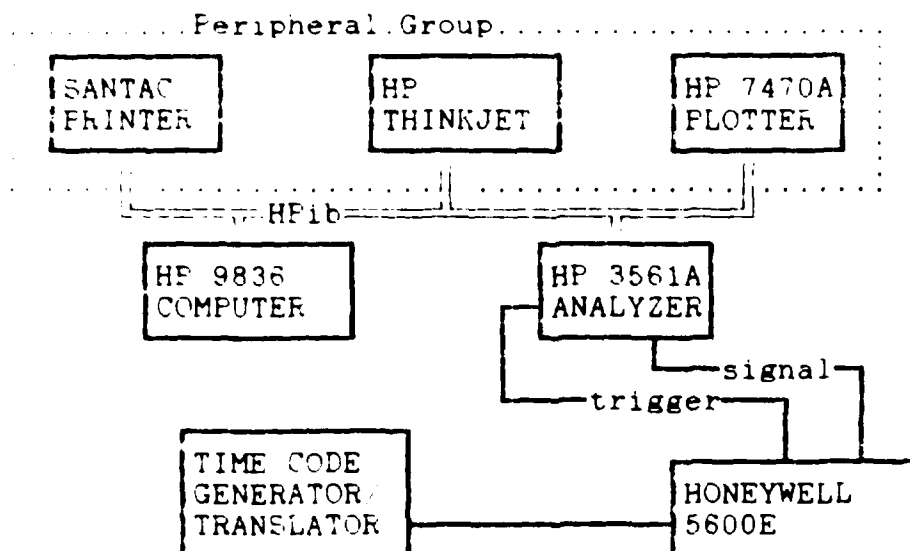 Peripheral Group
SANTAC
PRINTER
HP
THINKJET
HP 7470A
PLOTTER
HPib
HP 9836
COMPUTER
HP 3561A
ANALYZER
signal
trigger
TIME CODE
GENERATOR/
TRANSLATOR
HONEYWELL
5600E